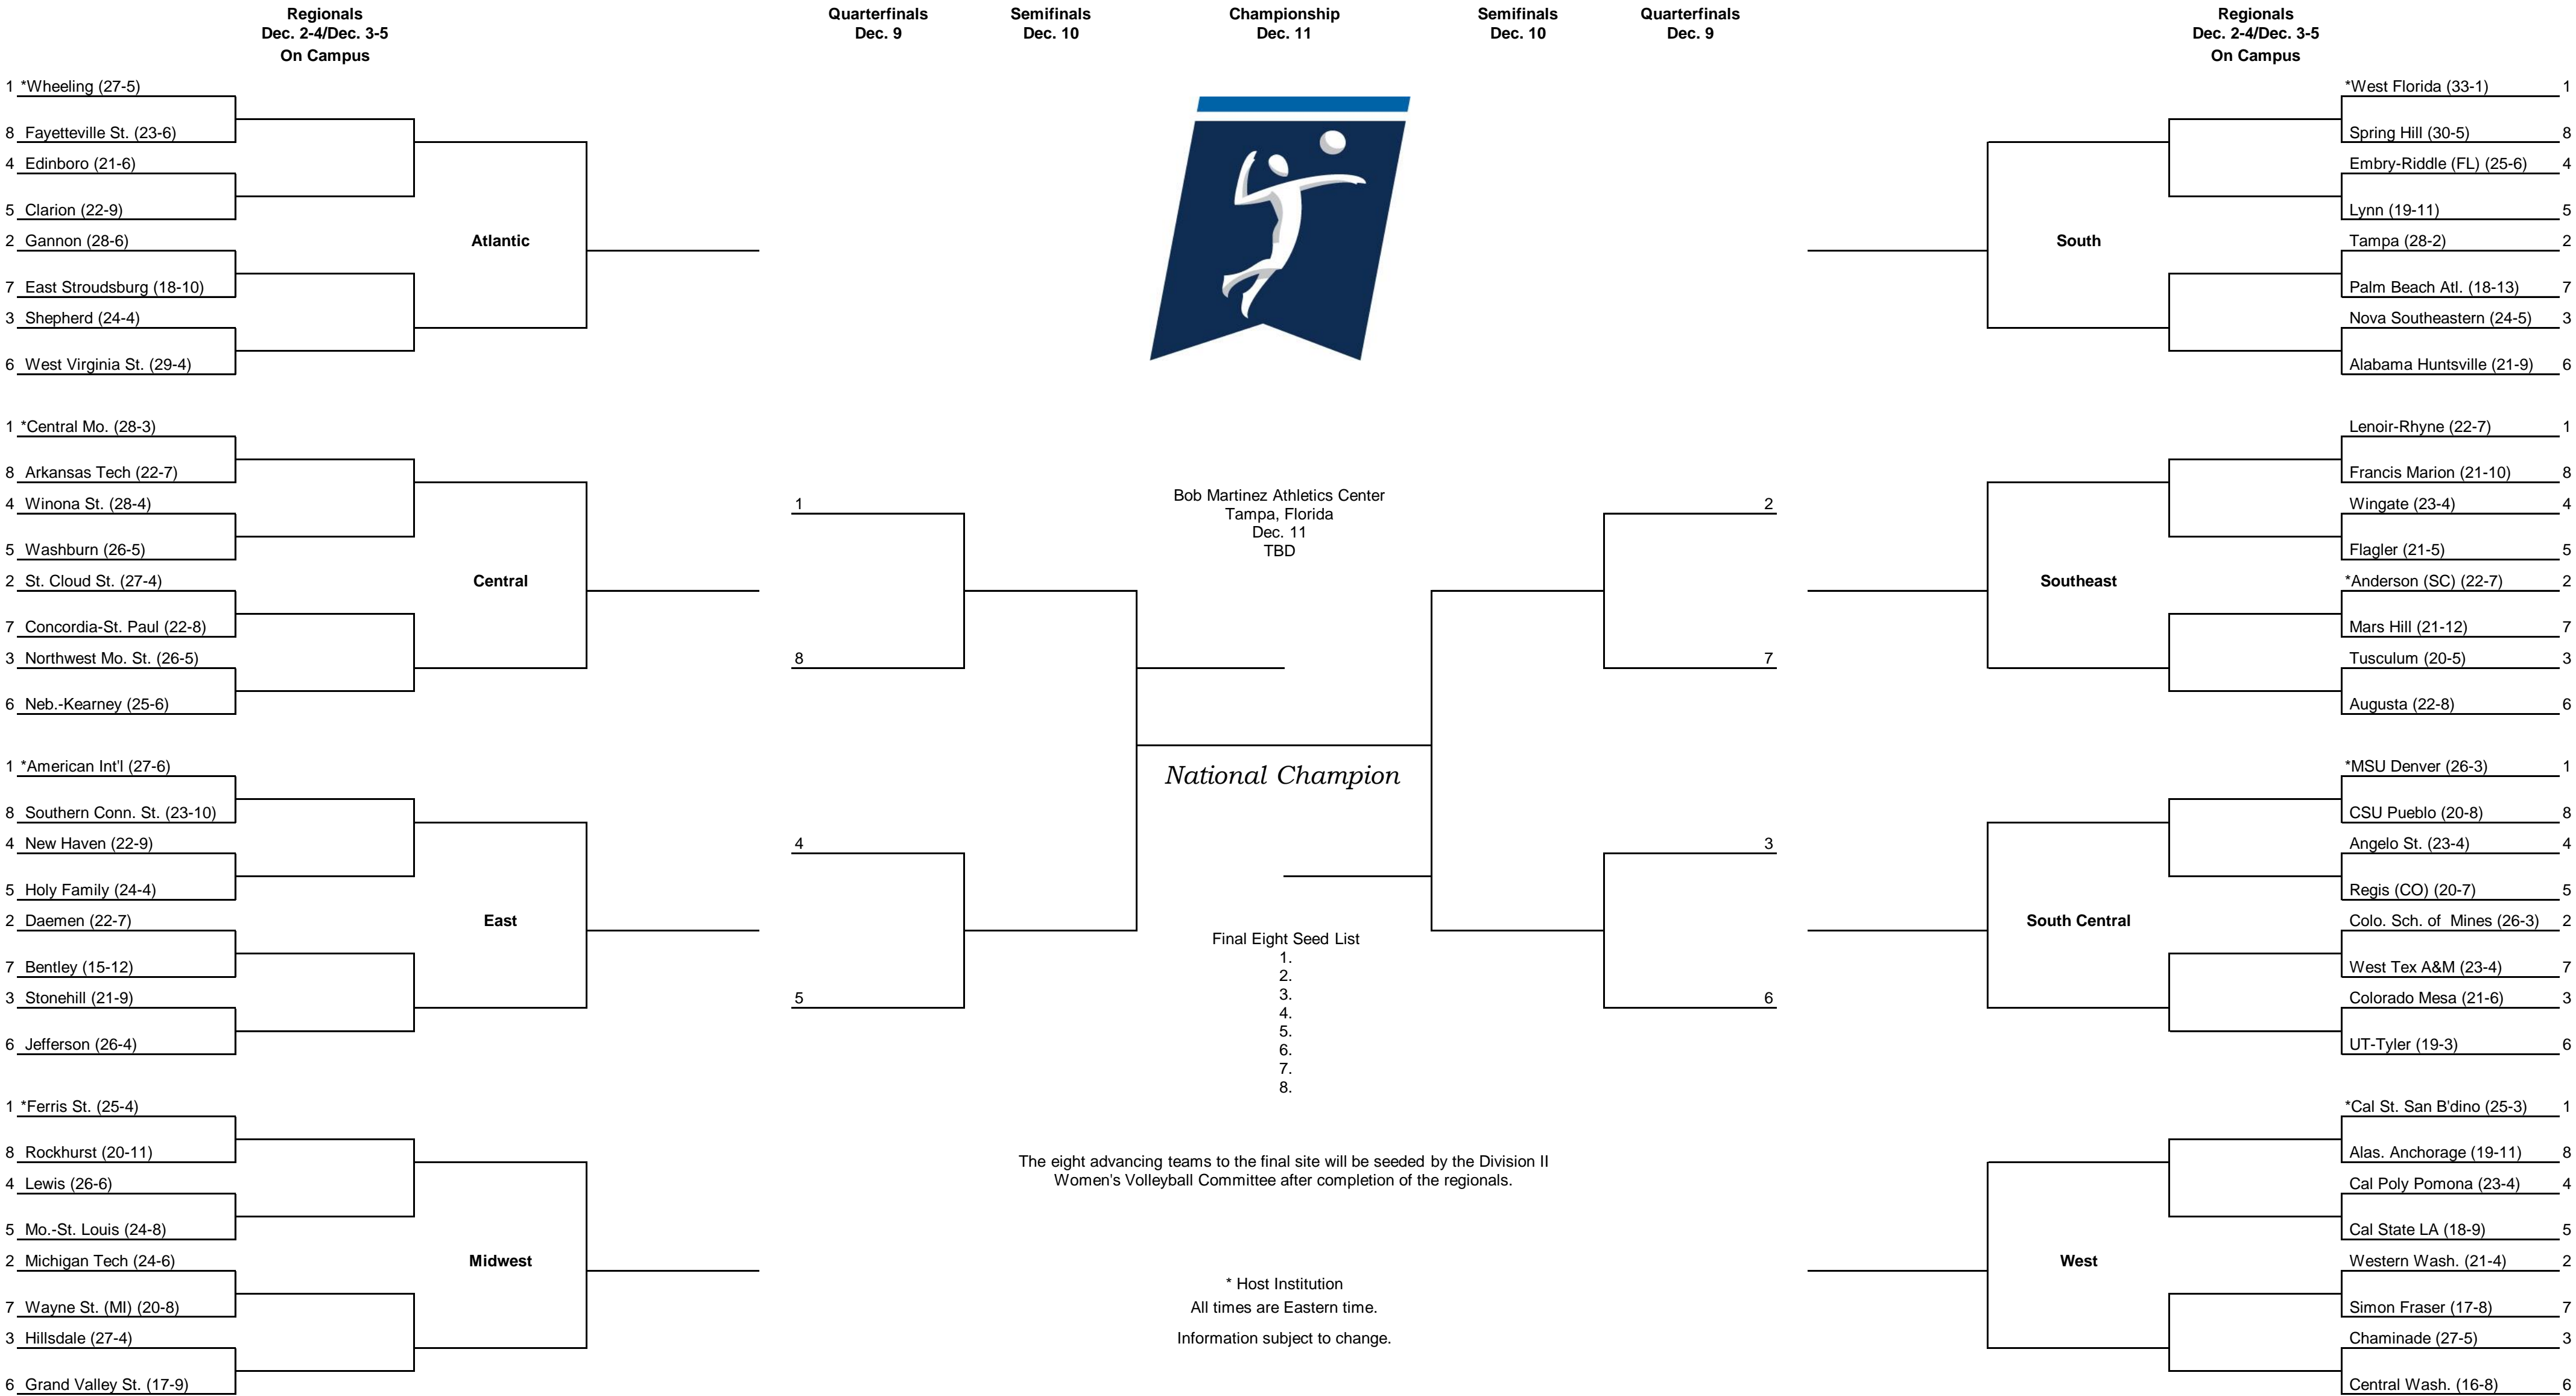 Regionals
Dec. 2-4/Dec. 3-5
On Campus
Quarterfinals
Dec. 9
Semifinals
Dec. 10
Championship
Dec. 11
Semifinals
Dec. 10
Quarterfinals
Dec. 9
Regionals
Dec. 2-4/Dec. 3-5
On Campus
1 *Wheeling (27-5)
8 Fayetteville St. (23-6)
4 Edinboro (21-6)
5 Clarion (22-9)
2 Gannon (28-6)
Atlantic
7 East Stroudsburg (18-10)
3 Shepherd (24-4)
6 West Virginia St. (29-4)
1 *Central Mo. (28-3)
8 Arkansas Tech (22-7)
4 Winona St. (28-4)
5 Washburn (26-5)
2 St. Cloud St. (27-4)
Central
7 Concordia-St. Paul (22-8)
3 Northwest Mo. St. (26-5)
6 Neb.-Kearney (25-6)
1 *American Int'l (27-6)
8 Southern Conn. St. (23-10)
4 New Haven (22-9)
5 Holy Family (24-4)
2 Daemen (22-7)
East
7 Bentley (15-12)
3 Stonehill (21-9)
6 Jefferson (26-4)
1 *Ferris St. (25-4)
8 Rockhurst (20-11)
4 Lewis (26-6)
5 Mo.-St. Louis (24-8)
2 Michigan Tech (24-6)
Midwest
7 Wayne St. (MI) (20-8)
3 Hillsdale (27-4)
6 Grand Valley St. (17-9)
1
8
4
5
Bob Martinez Athletics Center
Tampa, Florida
Dec. 11
TBD
National Champion
Final Eight Seed List
1.
2.
3.
4.
5.
6.
7.
8.
The eight advancing teams to the final site will be seeded by the Division II
Women's Volleyball Committee after completion of the regionals.
* Host Institution
All times are Eastern time.
Information subject to change.
2
7
3
6
*West Florida (33-1) 1
Spring Hill (30-5) 8
Embry-Riddle (FL) (25-6) 4
Lynn (19-11) 5
South
Tampa (28-2) 2
Palm Beach Atl. (18-13) 7
Nova Southeastern (24-5) 3
Alabama Huntsville (21-9) 6
Lenoir-Rhyne (22-7) 1
Francis Marion (21-10) 8
Wingate (23-4) 4
Flagler (21-5) 5
Southeast
*Anderson (SC) (22-7) 2
Mars Hill (21-12) 7
Tusculum (20-5) 3
Augusta (22-8) 6
*MSU Denver (26-3) 1
CSU Pueblo (20-8) 8
Angelo St. (23-4) 4
Regis (CO) (20-7) 5
South Central
Colo. Sch. of Mines (26-3) 2
West Tex A&M (23-4) 7
Colorado Mesa (21-6) 3
UT-Tyler (19-3) 6
*Cal St. San B'dino (25-3) 1
Alas. Anchorage (19-11) 8
Cal Poly Pomona (23-4) 4
Cal State LA (18-9) 5
West
Western Wash. (21-4) 2
Simon Fraser (17-8) 7
Chaminade (27-5) 3
Central Wash. (16-8) 6